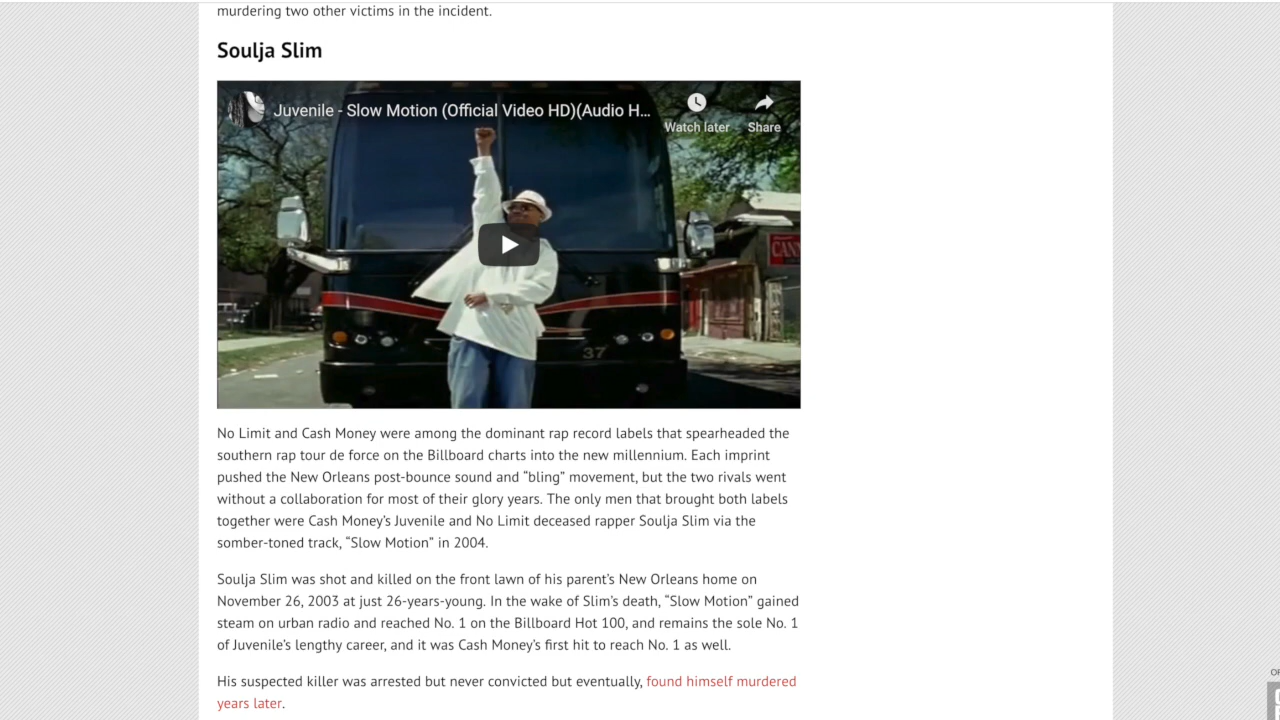 murdering two other victims in the incident.
Soulja Slim
Juvenile - Slow Motion (Official Video HD)(Audio H...
Watch later
Share
37
No Limit and Cash Money were among the dominant rap record labels that spearheaded the
southern rap tour de force on the Billboard charts into the new millennium. Each imprint
pushed the New Orleans post-bounce sound and “bling” movement, but the two rivals went
without a collaboration for most of their glory years. The only men that brought both labels
together were Cash Money’s Juvenile and No Limit deceased rapper Soulja Slim via the
somber-toned track, “Slow Motion” in 2004.
Soulja Slim was shot and killed on the front lawn of his parent’s New Orleans home on
November 26, 2003 at just 26-years-young. In the wake of Slim’s death, “Slow Motion” gained
steam on urban radio and reached No. 1 on the Billboard Hot 100, and remains the sole No. 1
of Juvenile’s lengthy career, and it was Cash Money’s first hit to reach No. 1 as well.
His suspected killer was arrested but never convicted but eventually, found himself murdered
years later.